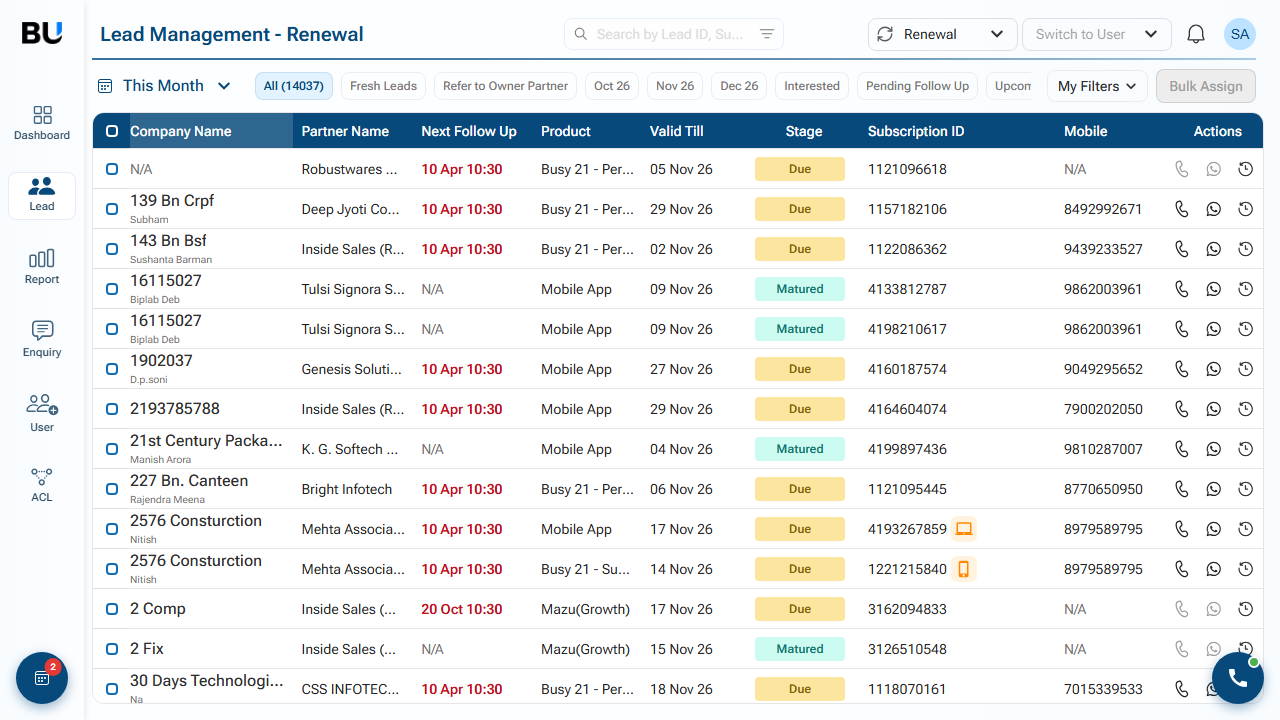 BU
Lead Management - Renewal
Search by Lead ID, Su...
Renewal
Switch to User
SA
This Month
All (14037)
Fresh Leads
Refer to Owner Partner
Oct 26
Nov 26
Dec 26
Interested
Pending Follow Up
Upcom
My Filters
Bulk Assign
Dashboard
Lead
Report
Enquiry
User
ACL
2
Company Name Partner Name Next Follow Up Product Valid Till Stage Subscription ID Mobile Actions
N/A Robustwares ... 10 Apr 10:30 Busy 21 - Per... 05 Nov 26 Due 1121096618 N/A
139 Bn Crpf Deep Jyoti Co... 10 Apr 10:30 Busy 21 - Per... 29 Nov 26 Due 1157182106 8492992671
Subham
143 Bn Bsf Inside Sales (R... 10 Apr 10:30 Busy 21 - Per... 02 Nov 26 Due 1122086362 9439233527
Sushanta Barman
16115027 Tulsi Signora S... N/A Mobile App 09 Nov 26 Matured 4133812787 9862003961
Biplab Deb
16115027 Tulsi Signora S... N/A Mobile App 09 Nov 26 Matured 4198210617 9862003961
Biplab Deb
1902037 Genesis Soluti... 10 Apr 10:30 Mobile App 27 Nov 26 Due 4160187574 9049295652
D.p.soni
2193785788 Inside Sales (R... 10 Apr 10:30 Mobile App 29 Nov 26 Due 4164604074 7900202050
21st Century Packa... K. G. Softech ... N/A Mobile App 04 Nov 26 Matured 4199897436 9810287007
Manish Arora
227 Bn. Canteen Bright Infotech 10 Apr 10:30 Busy 21 - Per... 06 Nov 26 Due 1121095445 8770650950
Rajendra Meena
2576 Consturction Mehta Associa... 10 Apr 10:30 Mobile App 17 Nov 26 Due 4193267859 8979589795
Nitish
2576 Consturction Mehta Associa... 10 Apr 10:30 Busy 21 - Su... 14 Nov 26 Due 1221215840 8979589795
Nitish
2 Comp Inside Sales (... 20 Oct 10:30 Mazu(Growth) 17 Nov 26 Due 3162094833 N/A
2 Fix Inside Sales (... N/A Mazu(Growth) 15 Nov 26 Matured 3126510548 N/A
30 Days Technologi... CSS INFOTEC... 10 Apr 10:30 Busy 21 - Per... 18 Nov 26 Due 1118070161 7015339533
Na